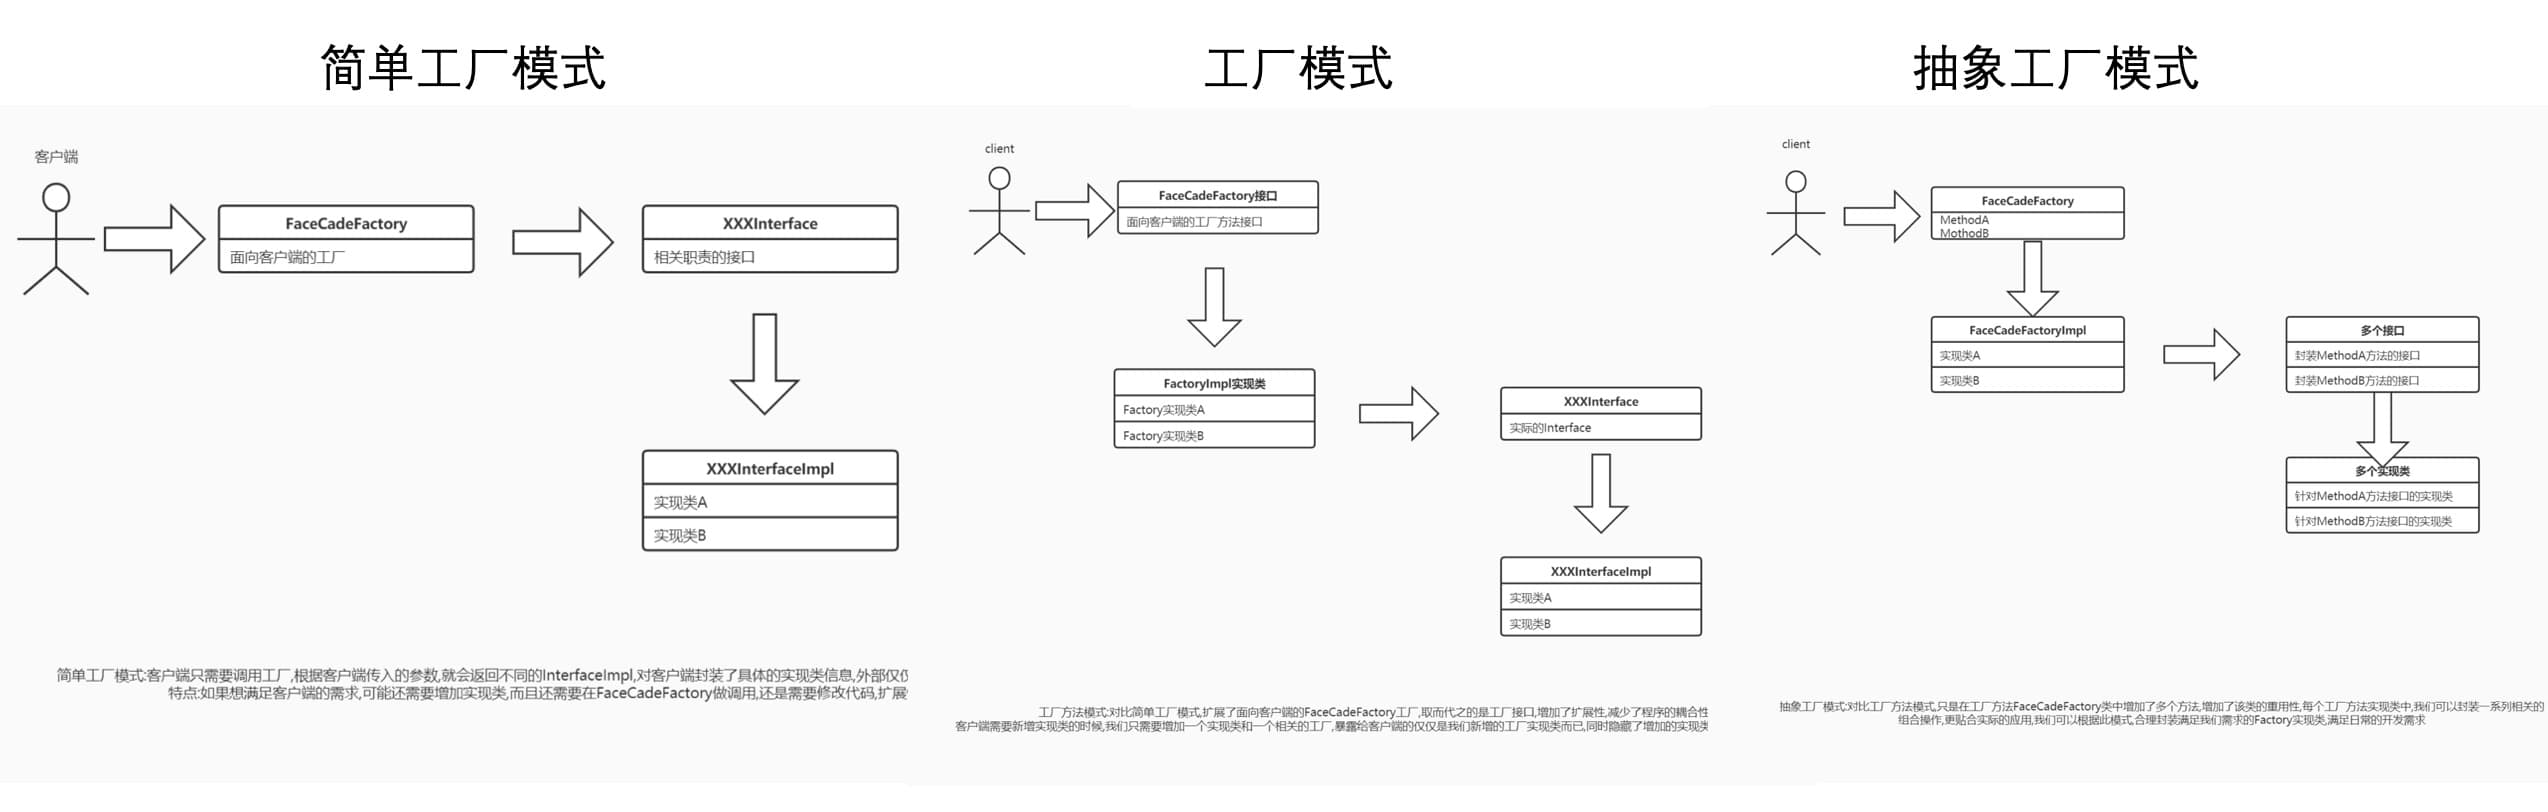 简单工厂模式
客户端
FaceCadeFactory
面向客户端的工厂
XXXInterface
相关职责的接口
XXXInterfaceImpl
实现类A
实现类B
简单工厂模式:客户端只需要调用工厂,根据客户端传入的参数,就会返回不同的InterfaceImpl,对客户端封装了具体的实现类信息,外部仅仅
特点:如果想满足客户端的需求,可能还需要增加实现类,而且还需要在FaceCadeFactory做调用,还是需要修改代码,扩展
工厂模式
client
FaceCadeFactory接口
面向客户端的工厂方法接口
FactoryImpl实现类
Factory实现类A
Factory实现类B
XXXInterface
实际的Interface
XXXInterfaceImpl
实现类A
实现类B
工厂方法模式:对比简单工厂模式,扩展了面向客户端的FaceCadeFactory工厂,取而代之的是工厂接口,增加了扩展性,减少了程序的耦合性
客户端需要新增实现类的时候,我们只需要增加一个实现类和一个相关的工厂,暴露给客户端的仅仅是我们新增的工厂实现类而已,同时隐藏了增加的实现类
抽象工厂模式
client
FaceCadeFactory
MethodA
MothodB
FaceCadeFactoryImpl
实现类A
实现类B
多个接口
封装MethodA方法的接口
封装MethodB方法的接口
多个实现类
针对MethodA方法接口的实现类
针对MethodB方法接口的实现类
抽象工厂模式:对比工厂方法模式,只是在工厂方法FaceCadeFactory类中增加了多个方法,增加了该类的重用性,每个工厂方法实现类中,我们可以封装一系列相关的
组合操作,更贴合实际的应用,我们可以根据此模式,合理封装满足我们需求的Factory实现类,满足日常的开发需求